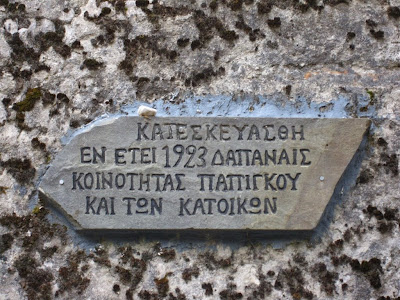 ΚΑΤΕΣΚΕΥΑΣΘΗ
ΕΝ ΕΤΕΙ 1923 ΔΑΠΑΝΑΙΣ
ΚΟΙΝΟΤΗΤΑΣ ΠΑΠΙΓΚΟΥ
ΚΑΙ ΤΩΝ ΚΑΤΟΙΚΩΝ